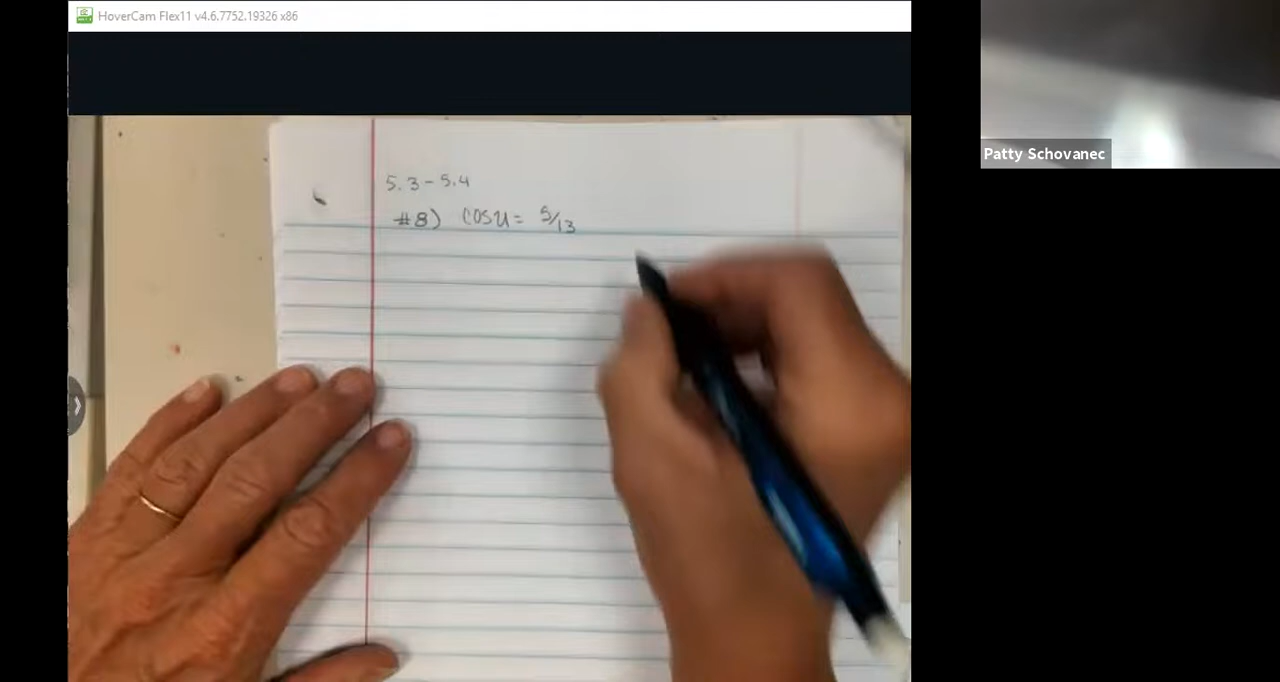 HoverCam Flex11 v4.6.7752.19326 x86
Patty Schovanec
5.3-5.4
#8) cos u = 5/13